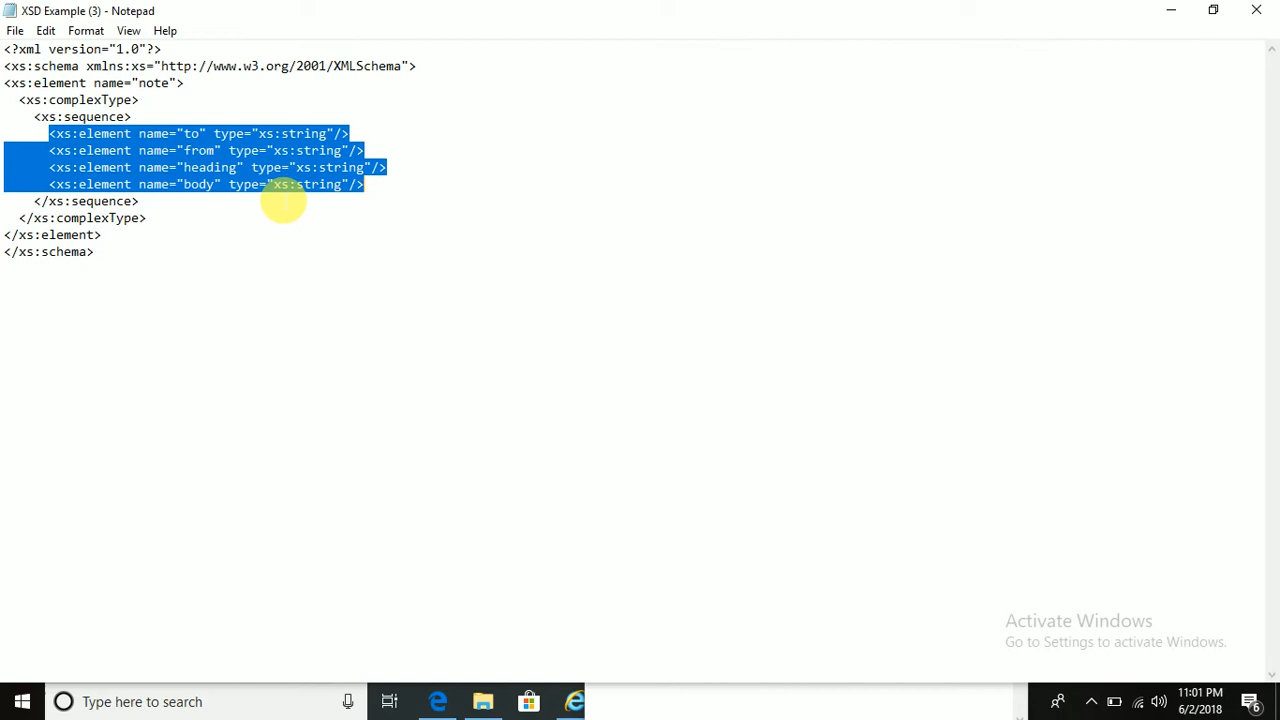 XSD Example (3) - Notepad
File Edit Format View Help
<?xml version="1.0"?>
<xs:schema xmlns:xs="http://www.w3.org/2001/XMLSchema">
<xs:element name="note">
  <xs:complexType>
    <xs:sequence>
      <xs:element name="to" type="xs:string"/>
      <xs:element name="from" type="xs:string"/>
      <xs:element name="heading" type="xs:string"/>
      <xs:element name="body" type="xs:string"/>
    </xs:sequence>
  </xs:complexType>
</xs:element>
</xs:schema>
Activate Windows
Go to Settings to activate Windows.
Type here to search
11:01 PM
6/2/2018
6